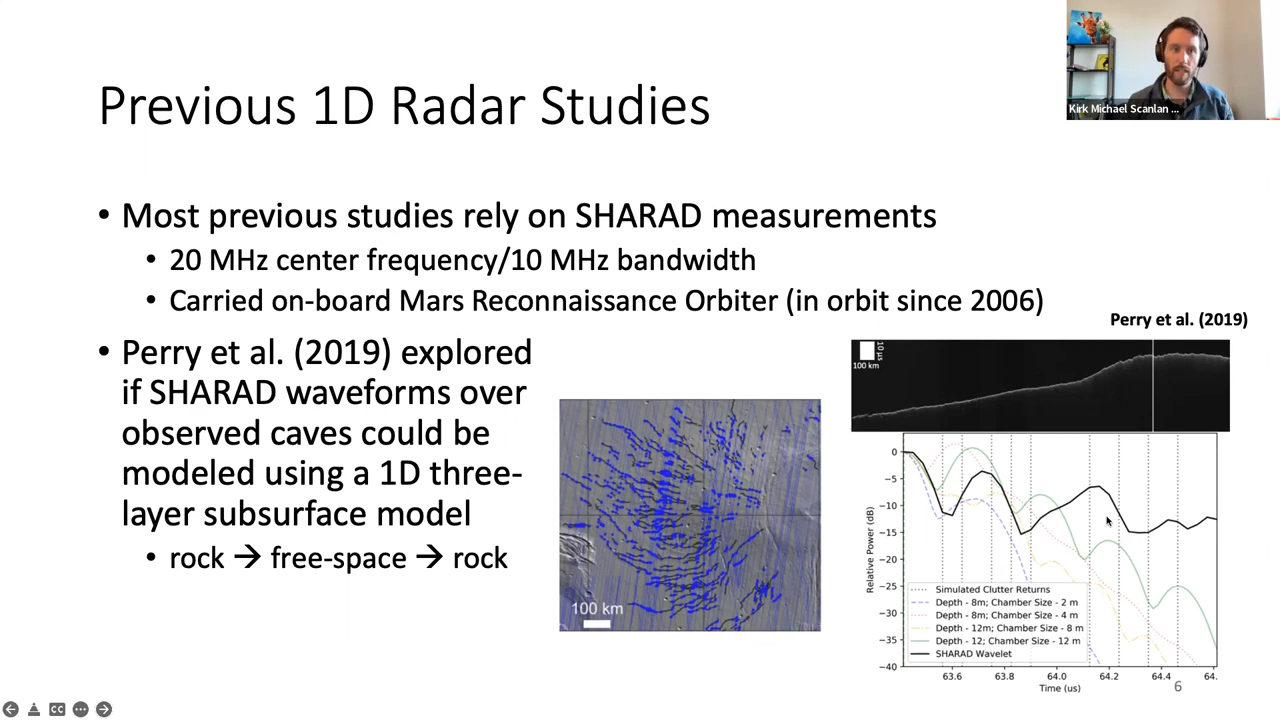 Kirk Michael Scanlan ...
Previous 1D Radar Studies
• Most previous studies rely on SHARAD measurements
• 20 MHz center frequency/10 MHz bandwidth
• Carried on-board Mars Reconnaissance Orbiter (in orbit since 2006)
• Perry et al. (2019) explored
if SHARAD waveforms over
observed caves could be
modeled using a 1D three-
layer subsurface model
• rock → free-space → rock
100 km
Perry et al. (2019)
10 μs
100 km
0
−5
−10
−15
−20
−25
−30
−35
−40
Relative Power (dB)
Simulated Clutter Returns
Depth - 8m; Chamber Size - 2 m
Depth - 8m; Chamber Size - 4 m
Depth - 12m; Chamber Size - 8 m
Depth - 12; Chamber Size - 12 m
SHARAD Wavelet
63.6 63.8 64.0 64.2 64.4 64.
Time (us)
6
CC